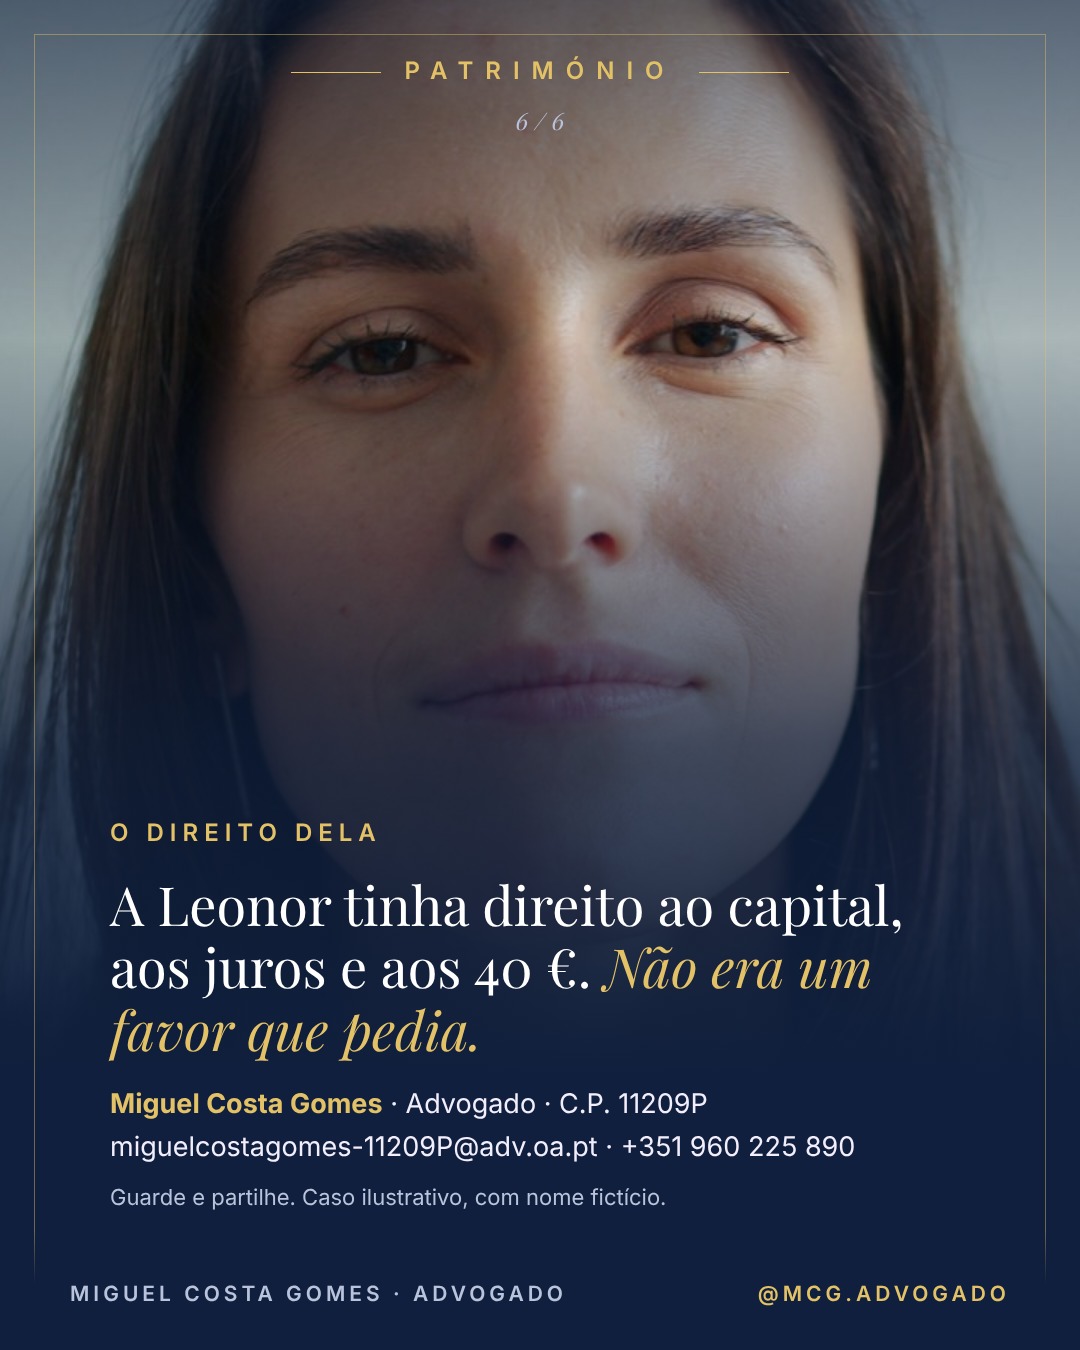 PATRIMÓNIO
6/6
O DIREITO DELA
A Leonor tinha direito ao capital,
aos juros e aos 40 €. Não era um
favor que pedia.
Miguel Costa Gomes · Advogado · C.P. 11209P
miguelcostagomes-11209P@adv.oa.pt · +351 960 225 890
Guarde e partilhe. Caso ilustrativo, com nome fictício.
MIGUEL COSTA GOMES · ADVOGADO
@MCG.ADVOGADO